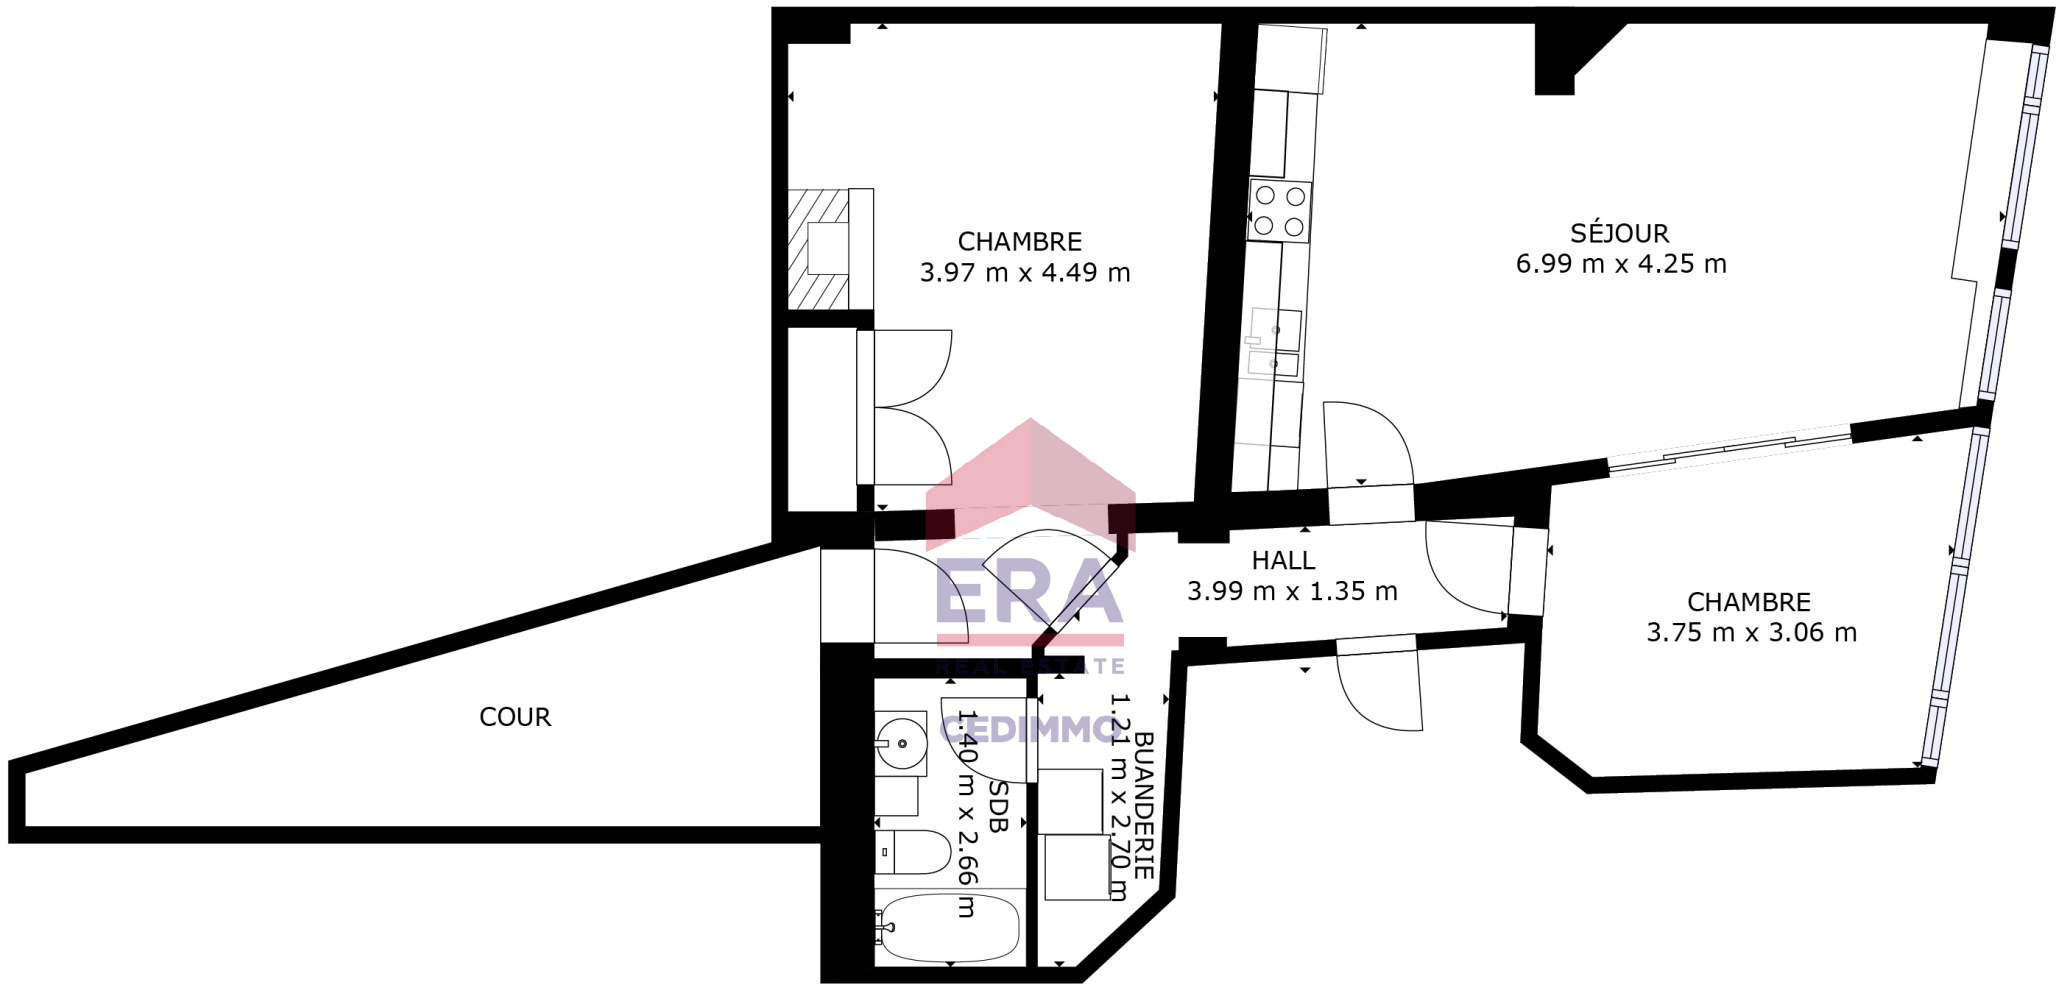 CHAMBRE
3.97 m x 4.49 m
SÉJOUR
6.99 m x 4.25 m
HALL
3.99 m x 1.35 m
CHAMBRE
3.75 m x 3.06 m
COUR
SDB
1.40 m x 2.66 m
BUANDERIE
1.21 m x 2.70 m
ERA
REAL ESTATE
CEDIMMO